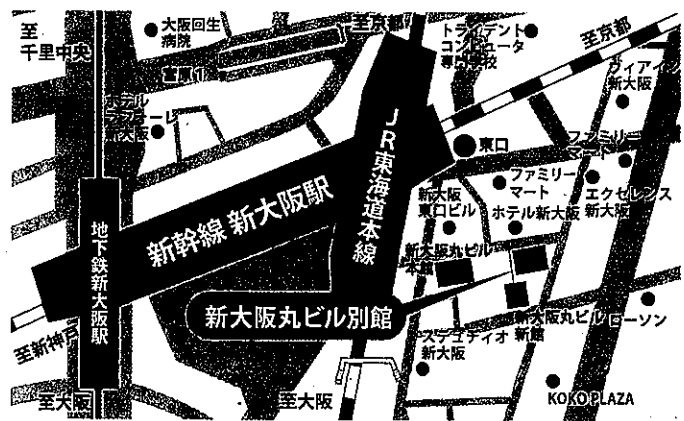 至
千里中央
大阪回生
病院
宮原1
至京都
トライデント
コンピュータ
専門学校
至京都
ヴィアイン
新大阪
ホテル
ラフォーレ
新大阪
JR東海道本線
東口
ファミリー
マート
ファミリー
マート
エクセレンス
新大阪
新大阪
東口ビル
ホテル新大阪
新幹線 新大阪駅
地下鉄新大阪駅
新大阪丸ビル
本館
新大阪丸ビル別館
新大阪丸ビル
新館
ローソン
ステュディオ
新大阪
至新神戸
至大阪
至大阪
KOKO PLAZA